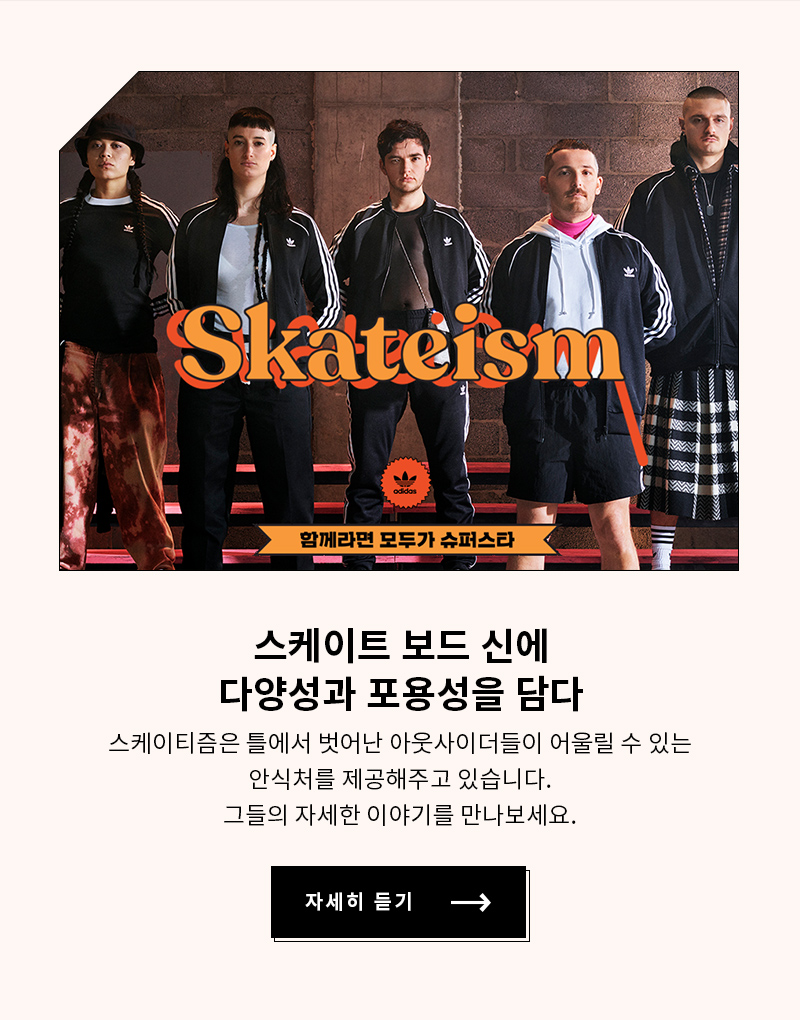 Skateism
adidas
함께라면 모두가 슈퍼스타
스케이트 보드 신에
다양성과 포용성을 담다
스케이티즘은 틀에서 벗어난 아웃사이더들이 어울릴 수 있는
안식처를 제공해주고 있습니다.
그들의 자세한 이야기를 만나보세요.
자세히 듣기